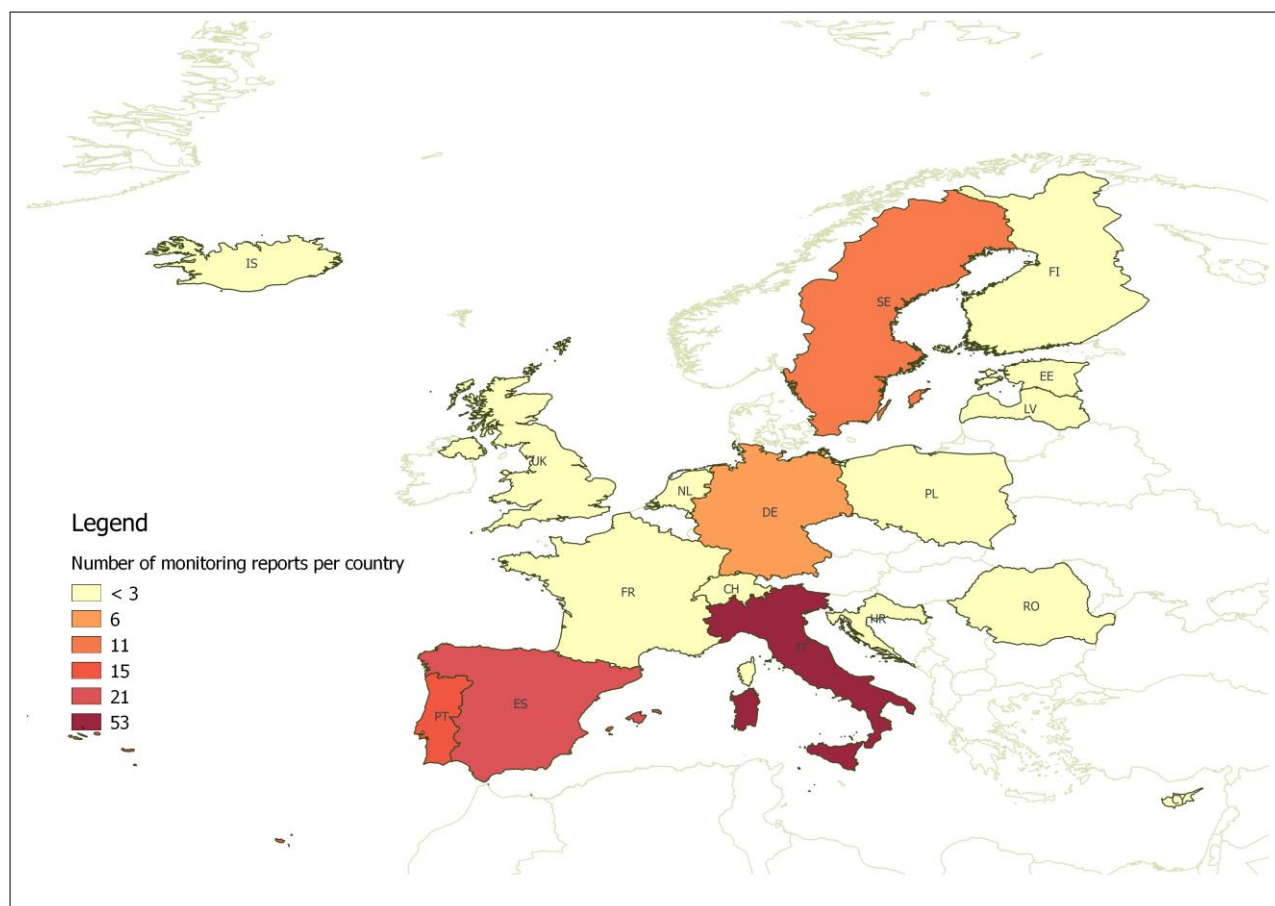 IS
FI
SE
EE
LV
UK
NL
PL
DE
Legend
Number of monitoring reports per country
< 3
6
11
15
21
53
FR
CH
RO
HR
IT
ES
PT
CY